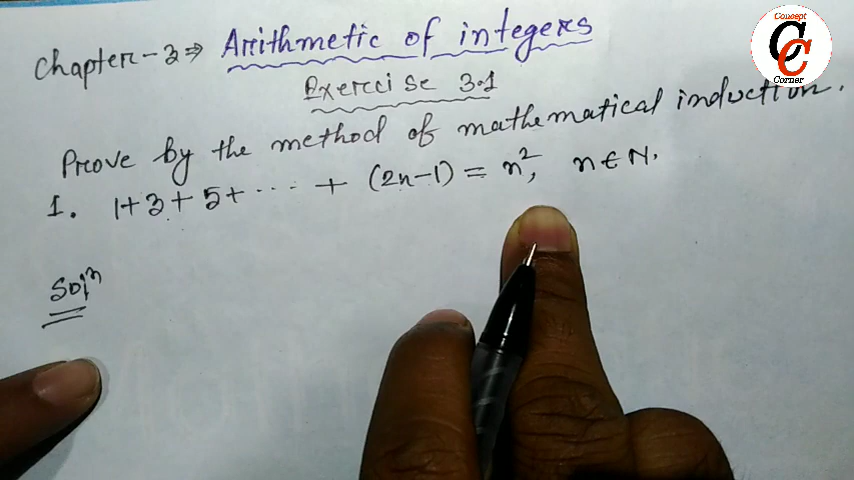 Chapter-3⇒ Arithmetic of integers
Exercise 3.1
Prove by the method of mathematical induction.
1. 1+3+5+ ---- + (2n-1) = n², n∈N.
Solⁿ
Concept
CC
Corner